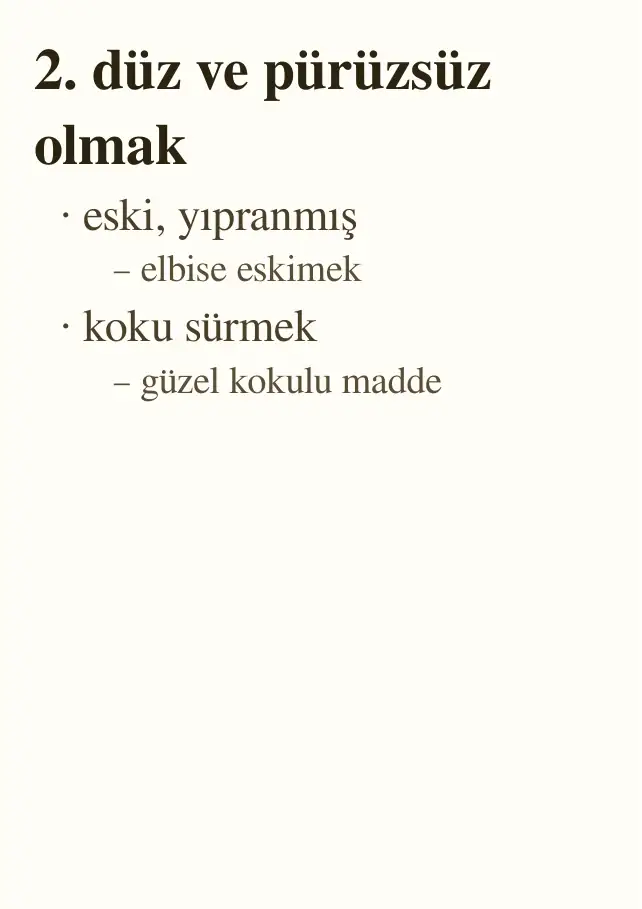 2. düz ve pürüzsüz
olmak
· eski, yıpranmış
– elbise eskimek
· koku sürmek
– güzel kokulu madde